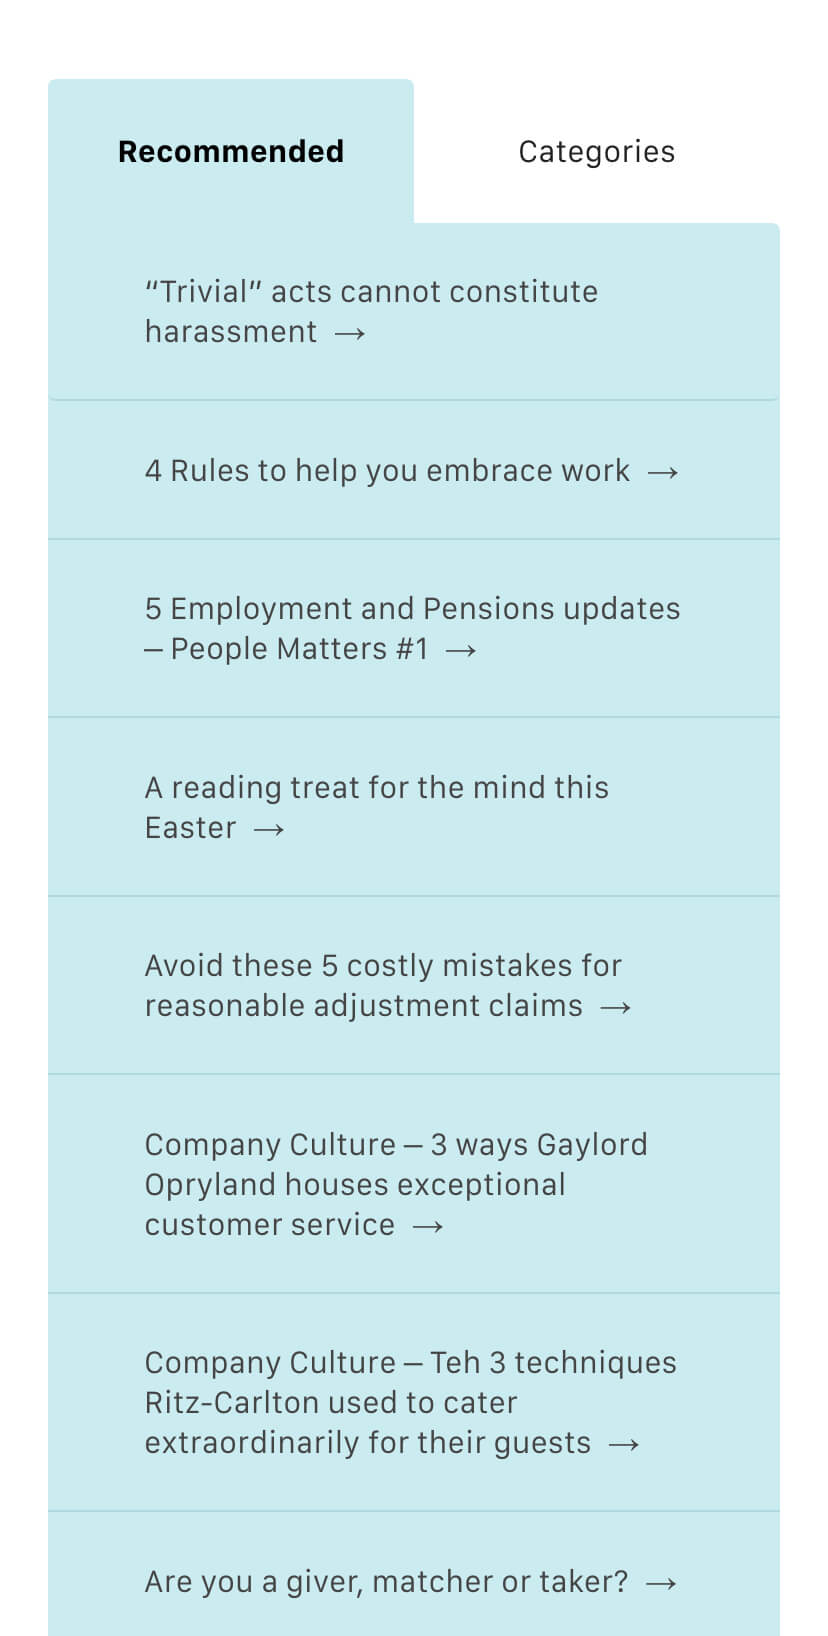 Recommended
Categories
“Trivial” acts cannot constitute
harassment →
4 Rules to help you embrace work →
5 Employment and Pensions updates
– People Matters #1 →
A reading treat for the mind this
Easter →
Avoid these 5 costly mistakes for
reasonable adjustment claims →
Company Culture – 3 ways Gaylord
Opryland houses exceptional
customer service →
Company Culture – Teh 3 techniques
Ritz-Carlton used to cater
extraordinarily for their guests →
Are you a giver, matcher or taker? →